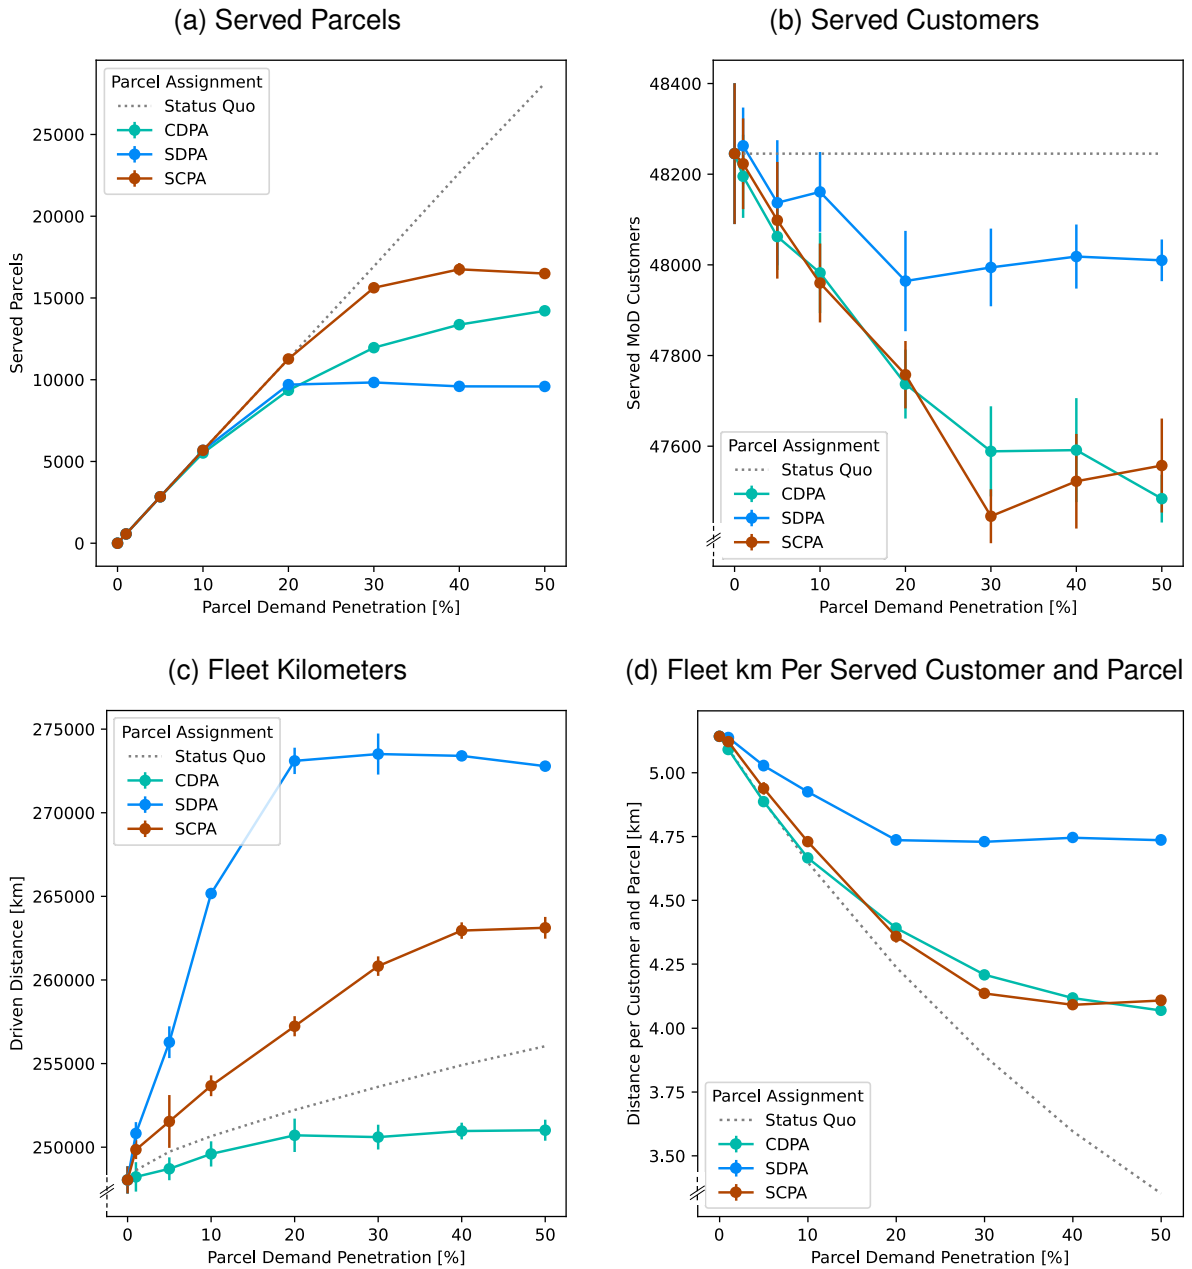 (a) Served Parcels
Parcel Assignment
Status Quo
CDPA
SDPA
SCPA
25000
20000
15000
10000
5000
0
Served Parcels
0 10 20 30 40 50
Parcel Demand Penetration [%]
(b) Served Customers
48400
48200
48000
47800
47600
Served MoD Customers
Parcel Assignment
Status Quo
CDPA
SDPA
SCPA
0 10 20 30 40 50
Parcel Demand Penetration [%]
(c) Fleet Kilometers
Parcel Assignment
Status Quo
CDPA
SDPA
SCPA
275000
270000
265000
260000
255000
250000
Driven Distance [km]
0 10 20 30 40 50
Parcel Demand Penetration [%]
(d) Fleet km Per Served Customer and Parcel
5.00
4.75
4.50
4.25
4.00
3.75
3.50
Distance per Customer and Parcel [km]
Parcel Assignment
Status Quo
CDPA
SDPA
SCPA
0 10 20 30 40 50
Parcel Demand Penetration [%]